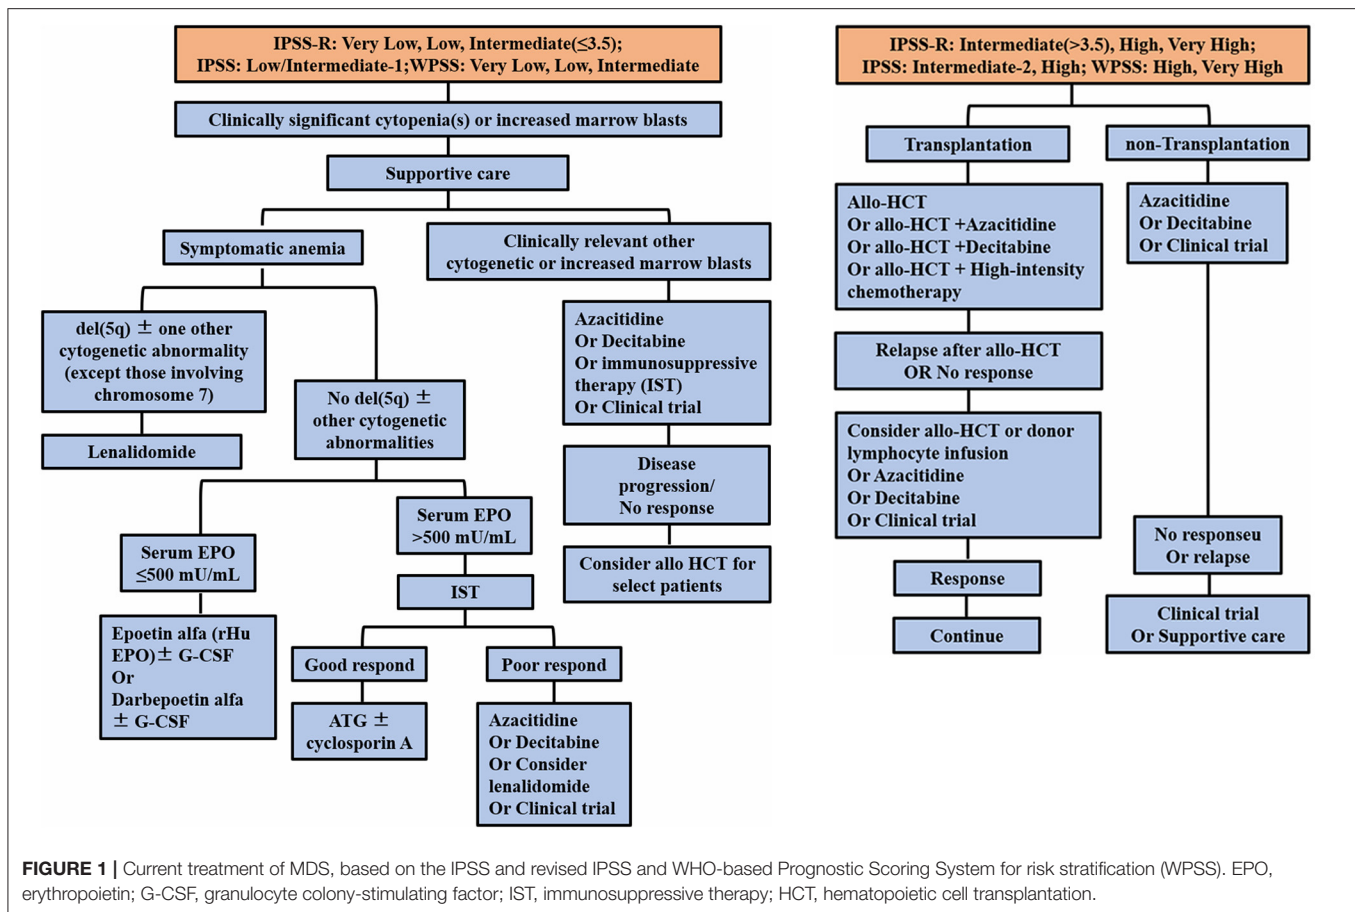 IPSS-R: Very Low, Low, Intermediate(≤3.5);
IPSS: Low/Intermediate-1;WPSS: Very Low, Low, Intermediate
Clinically significant cytopenia(s) or increased marrow blasts
Supportive care
Symptomatic anemia
Clinically relevant other
cytogenetic or increased marrow blasts
del(5q) ± one other
cytogenetic abnormality
(except those involving
chromosome 7)
Lenalidomide
No del(5q) ±
other cytogenetic
abnormalities
Azacitidine
Or Decitabine
Or immunosuppressive
therapy (IST)
Or Clinical trial
Disease
progression/
No response
Consider allo HCT for
select patients
Serum EPO
≤500 mU/mL
Serum EPO
>500 mU/mL
IST
Epoetin alfa (rHu
EPO)± G-CSF
Or
Darbepoetin alfa
± G-CSF
Good respond
Poor respond
ATG ±
cyclosporin A
Azacitidine
Or Decitabine
Or Consider
lenalidomide
Or Clinical trial
IPSS-R: Intermediate(>3.5), High, Very High;
IPSS: Intermediate-2, High; WPSS: High, Very High
Transplantation
non-Transplantation
Allo-HCT
Or allo-HCT +Azacitidine
Or allo-HCT +Decitabine
Or allo-HCT + High-intensity
chemotherapy
Azacitidine
Or Decitabine
Or Clinical trial
Relapse after allo-HCT
OR No response
Consider allo-HCT or donor
lymphocyte infusion
Or Azacitidine
Or Decitabine
Or Clinical trial
No responseu
Or relapse
Response
Continue
Clinical trial
Or Supportive care
FIGURE 1 | Current treatment of MDS, based on the IPSS and revised IPSS and WHO-based Prognostic Scoring System for risk stratification (WPSS). EPO,
erythropoietin; G-CSF, granulocyte colony-stimulating factor; IST, immunosuppressive therapy; HCT, hematopoietic cell transplantation.